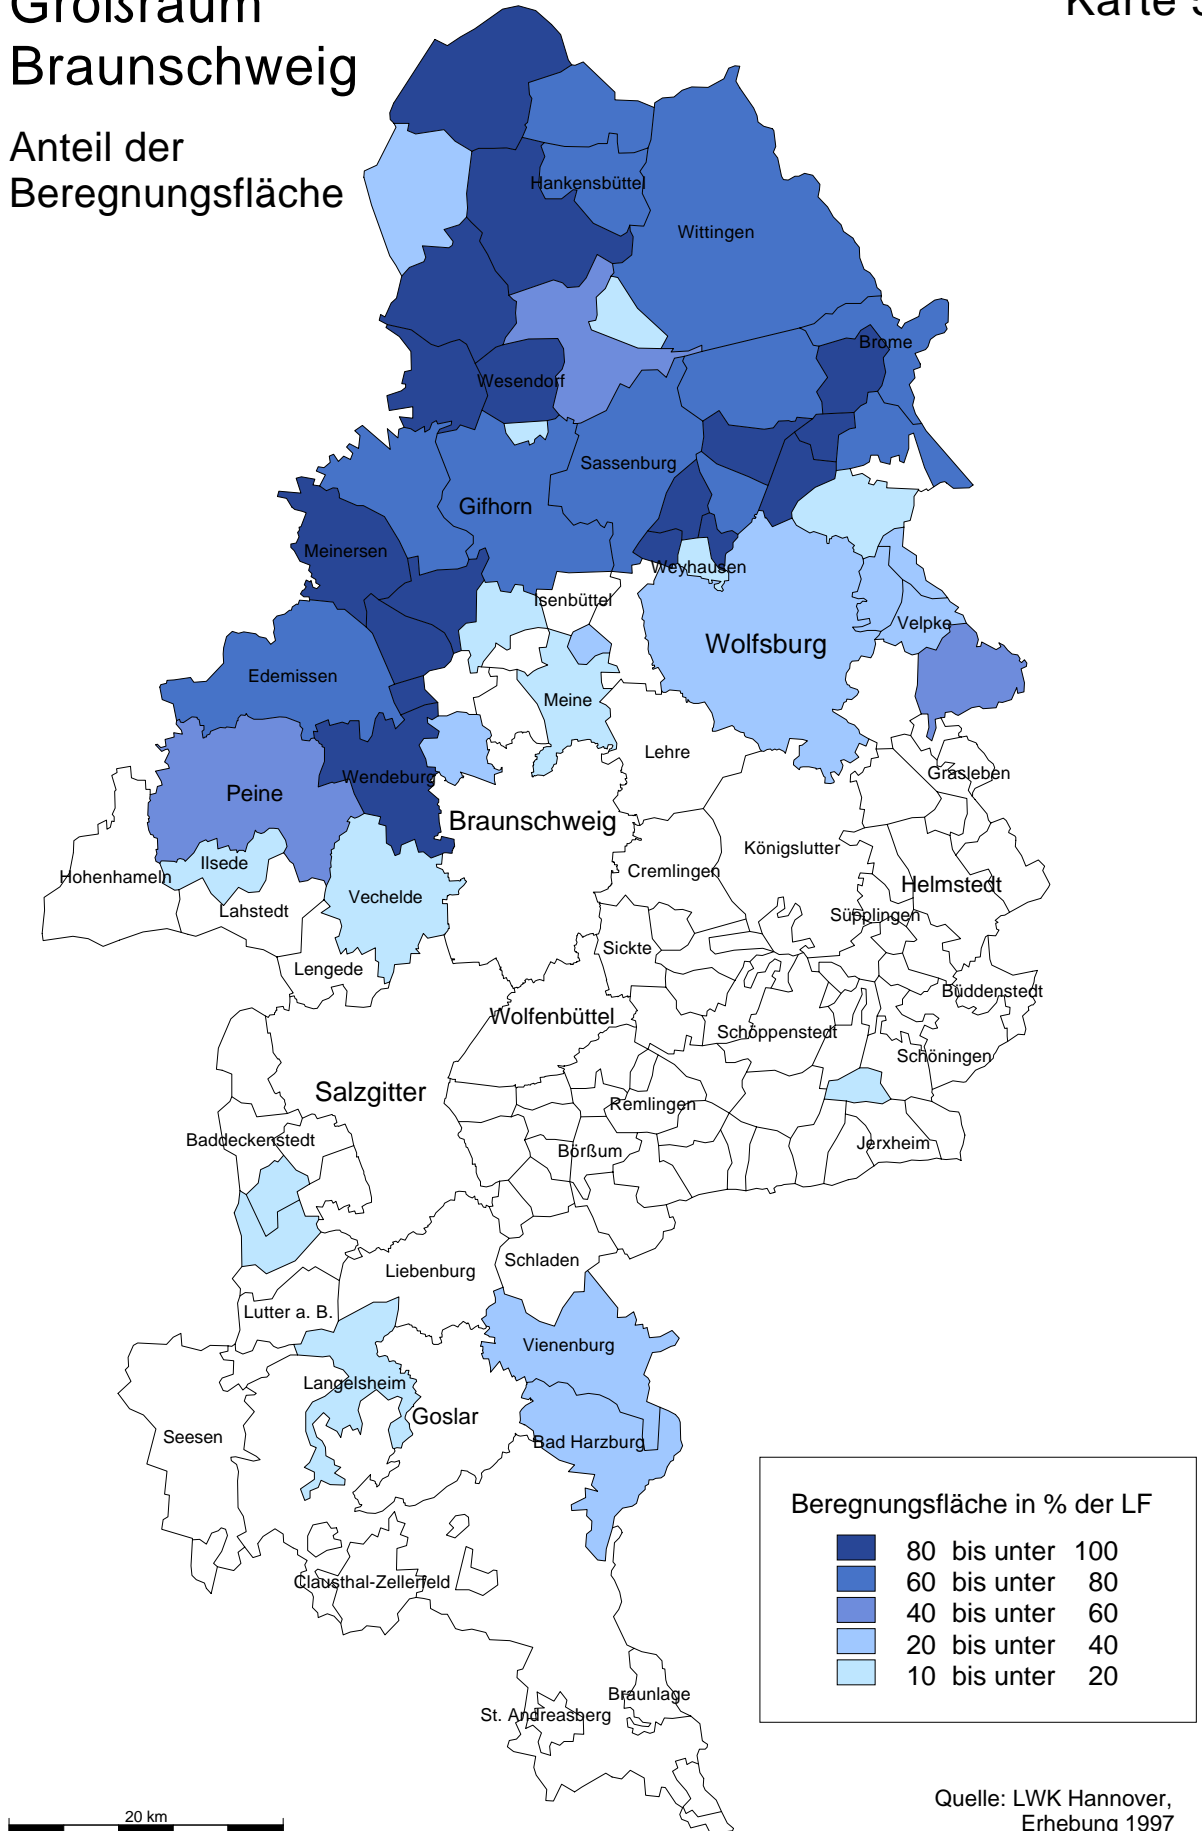 Großraum
Braunschweig
Karte 5
Anteil der
Beregnungsfläche
Hankensbüttel
Wittingen
Brome
Wesendorf
Sassenburg
Gifhorn
Meinersen
Weyhausen
Isenbüttel
Velpke
Wolfsburg
Edemissen
Meine
Lehre
Grasleben
Wendeburg
Peine
Braunschweig
Königslutter
Ilsede
Cremlingen
Hohenhameln
Helmstedt
Vechelde
Lahstedt
Süpplingen
Sickte
Lengede
Büddenstedt
Wolfenbüttel
Schöppenstedt
Schöningen
Salzgitter
Remlingen
Baddeckenstedt
Jerxheim
Börßum
Schladen
Liebenburg
Lutter a. B.
Vienenburg
Langelsheim
Goslar
Seesen
Bad Harzburg
Clausthal-Zellerfeld
Braunlage
St. Andreasberg
Beregnungsfläche in % der LF
80 bis unter 100
60 bis unter 80
40 bis unter 60
20 bis unter 40
10 bis unter 20
Quelle: LWK Hannover,
Erhebung 1997
20 km